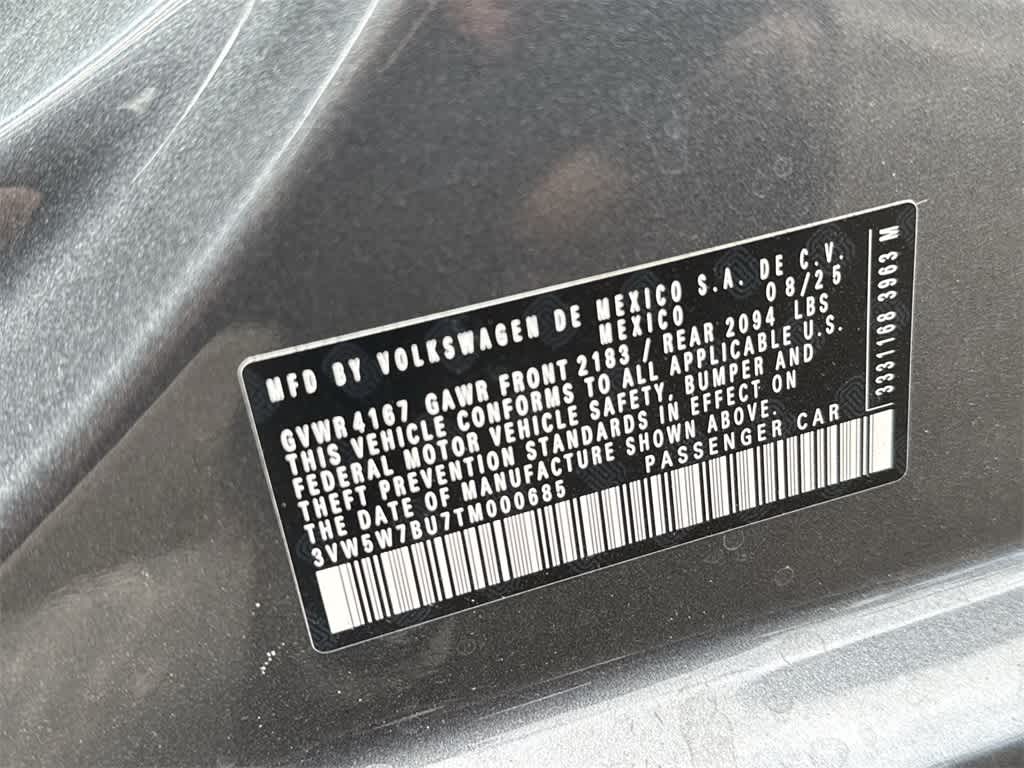 MFD BY VOLKSWAGEN DE MEXICO S.A. DE C.V.
MEXICO 08/25
GVWR 4167 GAWR FRONT 2183 / REAR 2094 LBS
THIS VEHICLE CONFORMS TO ALL APPLICABLE U.S.
FEDERAL MOTOR VEHICLE SAFETY, BUMPER AND
THEFT PREVENTION STANDARDS IN EFFECT ON
THE DATE OF MANUFACTURE SHOWN ABOVE.
3VW5W7BU7TM000685 PASSENGER CAR
3331168 3963 M